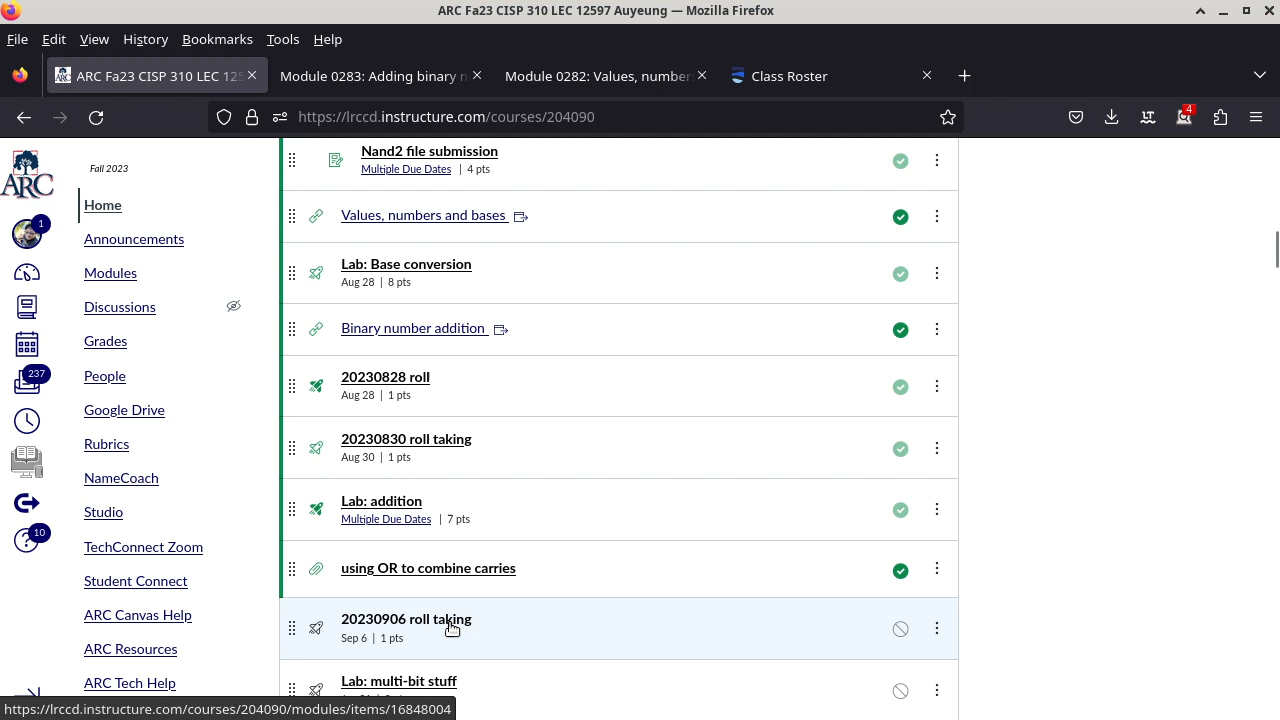 ARC Fa23 CISP 310 LEC 12597 Auyeung — Mozilla Firefox
File Edit View History Bookmarks Tools Help
ARC Fa23 CISP 310 LEC 125
Module 0283: Adding binary n
Module 0282: Values, number
Class Roster
https://lrccd.instructure.com/courses/204090
4
ARC
Fall 2023
1
237
10
Home
Announcements
Modules
Discussions
Grades
People
Google Drive
Rubrics
NameCoach
Studio
TechConnect Zoom
Student Connect
ARC Canvas Help
ARC Resources
ARC Tech Help
Nand2 file submission
Multiple Due Dates | 4 pts
Values, numbers and bases
Lab: Base conversion
Aug 28 | 8 pts
Binary number addition
20230828 roll
Aug 28 | 1 pts
20230830 roll taking
Aug 30 | 1 pts
Lab: addition
Multiple Due Dates | 7 pts
using OR to combine carries
20230906 roll taking
Sep 6 | 1 pts
Lab: multi-bit stuff
https://lrccd.instructure.com/courses/204090/modules/items/16848004